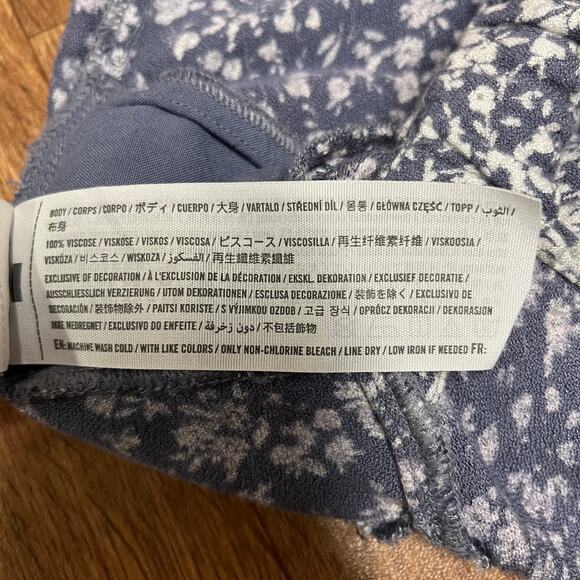 BODY / CORPS / CORPO / ボディ / CUERPO / 大身 / VARTALO / STŘEDNÍ DÍL / 몸통 / GŁÓWNA CZĘŚĆ / TOPP / الثوب /
布身
100% VISCOSE / VISKÓSE / VISKOS / VISCOSA / ビスコース / VISCOSILLA / 再生纤维素纤维 / VISKOOSIA /
VISKÓZA / 비스코스 / WISKOZA / الفسكوز / 再生纖維素纖維
EXCLUSIVE OF DECORATION / À L'EXCLUSION DE LA DÉCORATION / EKSKL. DEKORATION / EXCLUSIEF DECORATIE /
AUSSCHLIESSLICH VERZIERUNG / UTOM DEKORATIONEN / ESCLUSA DECORAZIONE / 装飾を除く / EXCLUSIVO DE
DECORACIÓN / 装饰物除外 / PAITSI KORISTE / S VÝJIMKOU OZDOB / 고급 장식 / OPRÓCZ DEKORACJI / DEKORASJON
IKKE MEDREGNET / EXCLUSIVO DO ENFEITE / دون زخرفة / 不包括飾物
EN: MACHINE WASH COLD / WITH LIKE COLORS / ONLY NON-CHLORINE BLEACH / LINE DRY / LOW IRON IF NEEDED FR: